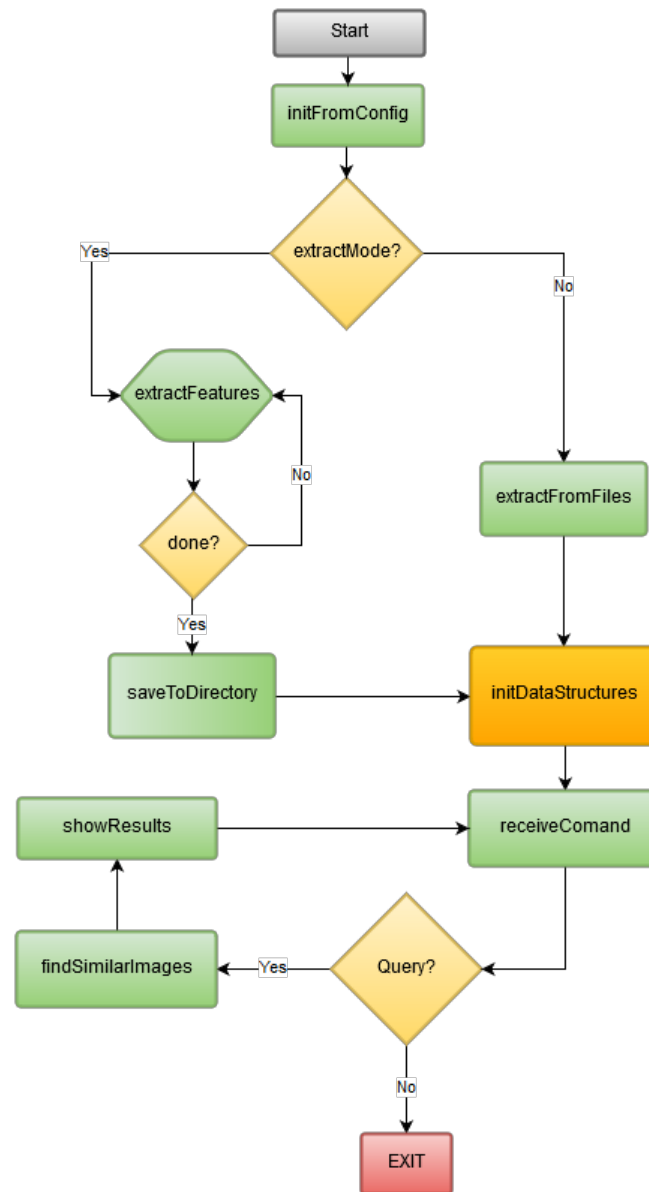 Start
initFromConfig
extractMode?
Yes
No
extractFeatures
No
extractFromFiles
done?
Yes
saveToDirectory
initDataStructures
showResults
receiveComand
findSimilarImages
Yes
Query?
No
EXIT